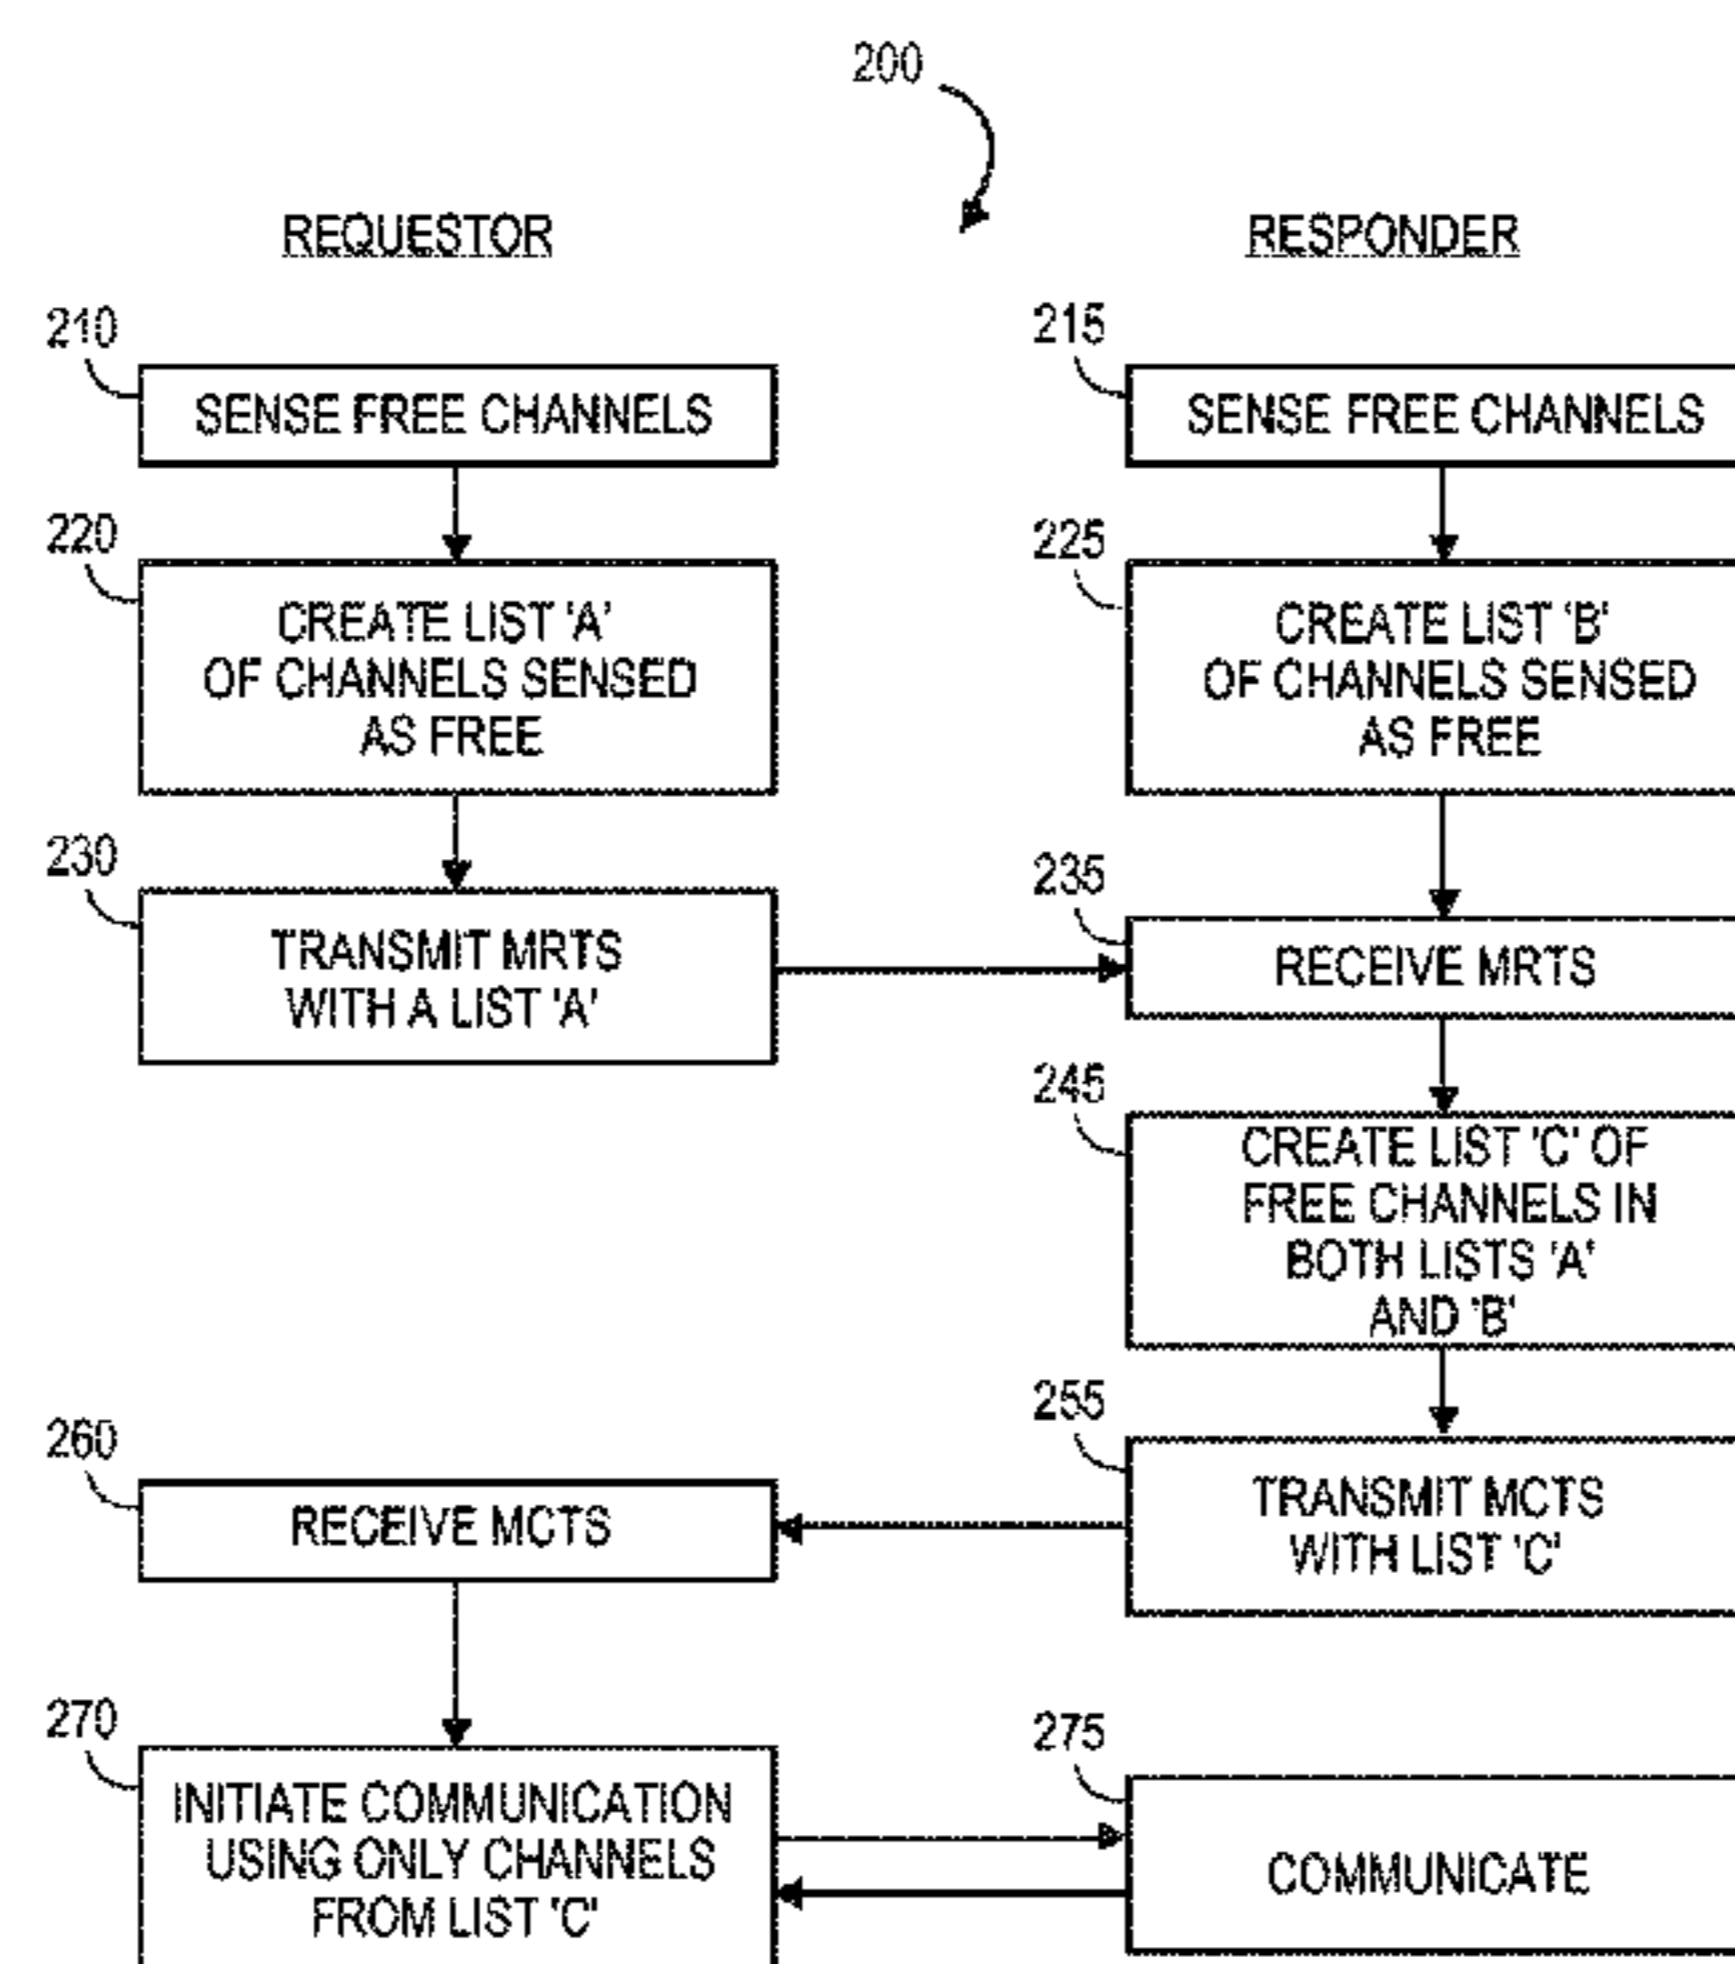 200
REQUESTOR
RESPONDER
210
SENSE FREE CHANNELS
215
SENSE FREE CHANNELS
220
CREATE LIST 'A'
OF CHANNELS SENSED
AS FREE
225
CREATE LIST 'B'
OF CHANNELS SENSED
AS FREE
230
TRANSMIT MRTS
WITH A LIST 'A'
235
RECEIVE MRTS
245
CREATE LIST 'C' OF
FREE CHANNELS IN
BOTH LISTS 'A'
AND 'B'
255
TRANSMIT MCTS
WITH LIST 'C'
260
RECEIVE MCTS
270
INITIATE COMMUNICATION
USING ONLY CHANNELS
FROM LIST 'C'
275
COMMUNICATE